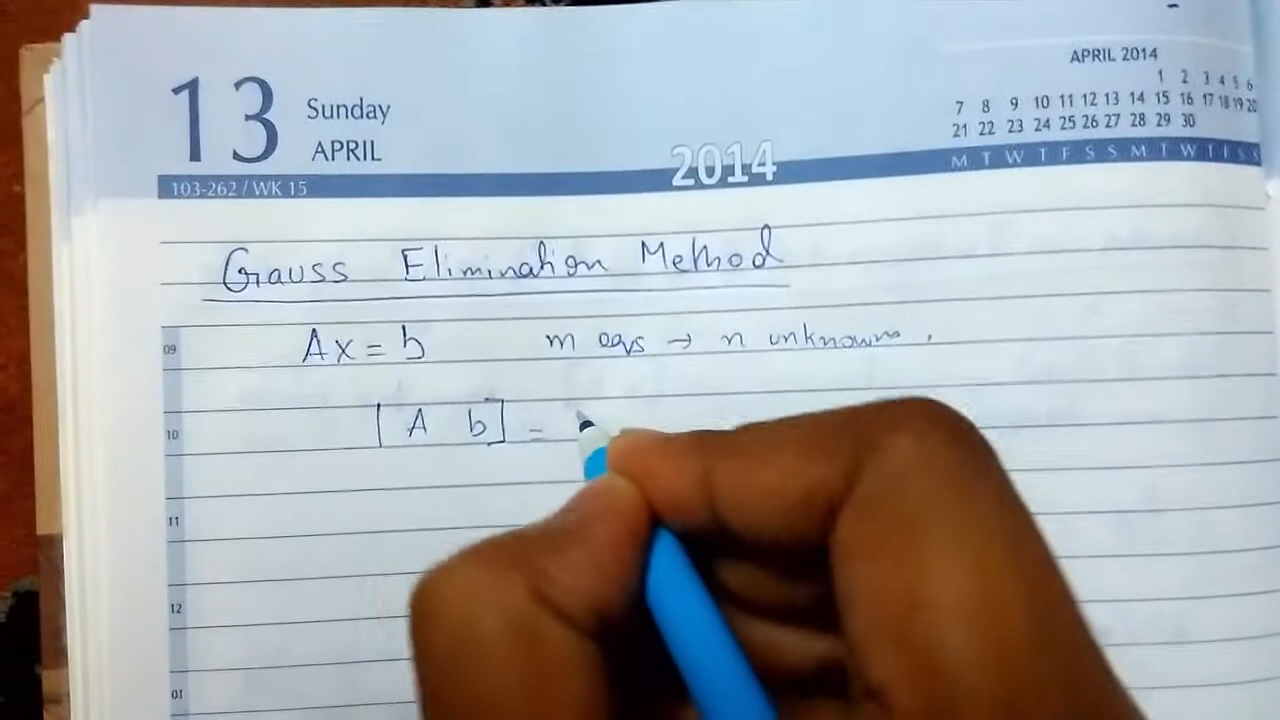 APRIL 2014
1 2 3 4 5 6
7 8 9 10 11 12 13 14 15 16 17 18 19 20
21 22 23 24 25 26 27 28 29 30
M T W T F S S M T W T F S S
13 Sunday
APRIL
2014
103-262 / WK 15
Gauss Elimination Method
09
Ax = b m eqs → n unknowns .
10
[ A b ] =
11
12
01